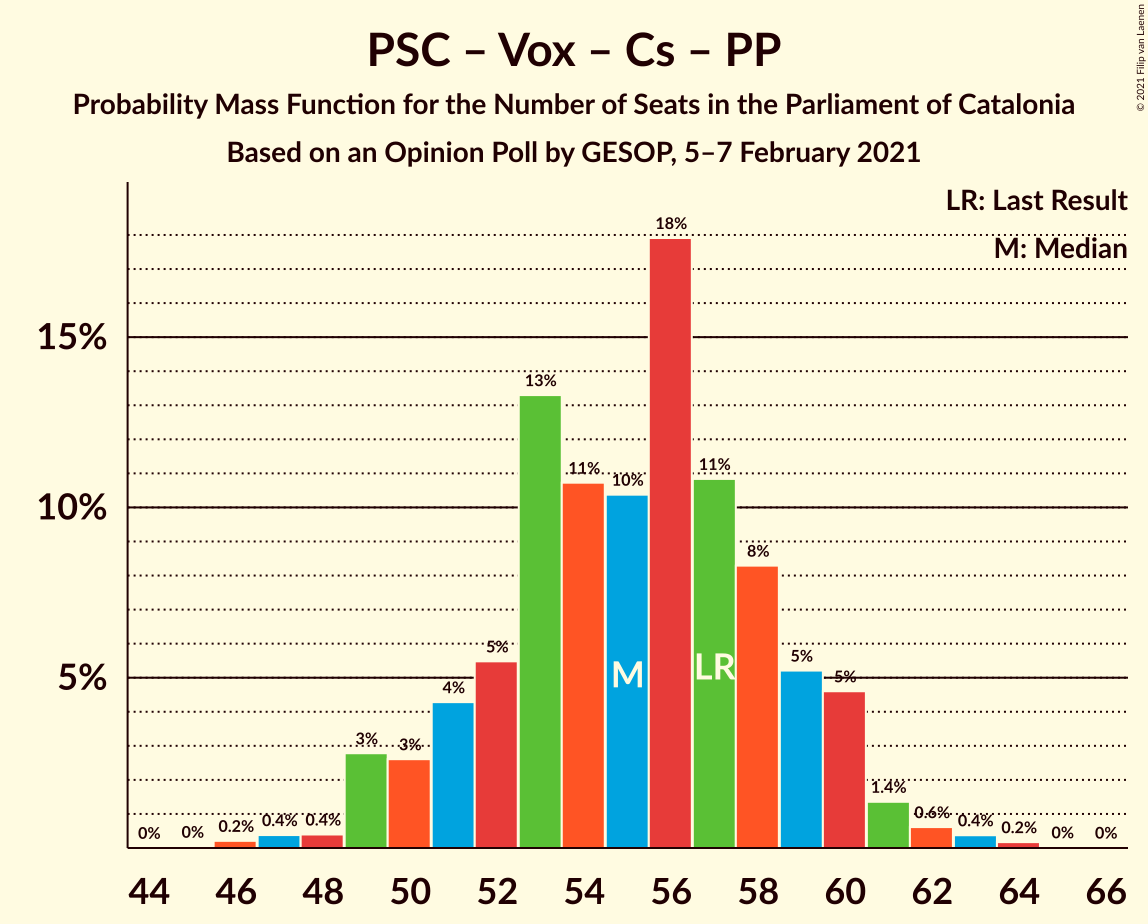 PSC – Vox – Cs – PP
Probability Mass Function for the Number of Seats in the Parliament of Catalonia
Based on an Opinion Poll by GESOP, 5–7 February 2021
© 2021 Filip van Laenen
LR: Last Result
M: Median
15%
10%
5%
0%
0%
0.2%
0.4%
0.4%
3%
3%
4%
5%
13%
11%
10%
18%
11%
8%
5%
5%
1.4%
0.6%
0.4%
0.2%
0%
0%
M
LR
44 46 48 50 52 54 56 58 60 62 64 66